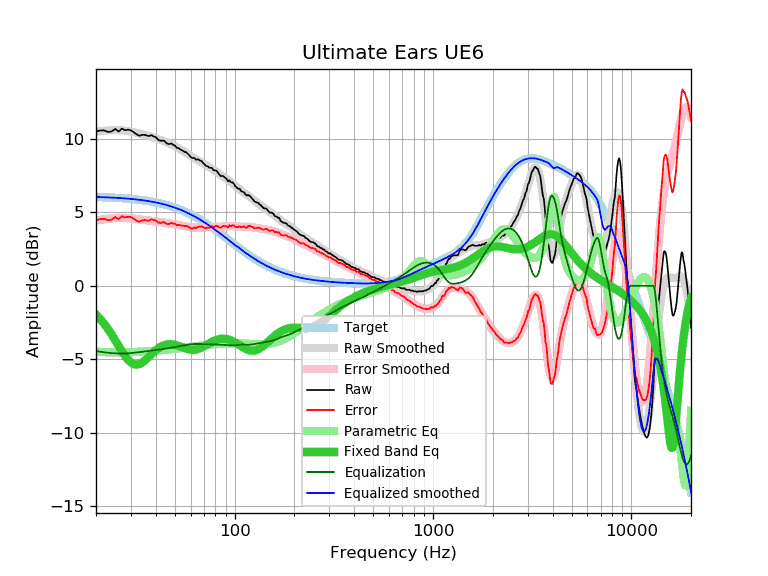 Ultimate Ears UE6
Amplitude (dBr)
10
5
0
−5
−10
−15
Target
Raw Smoothed
Error Smoothed
Raw
Error
Parametric Eq
Fixed Band Eq
Equalization
Equalized smoothed
100
1000
10000
Frequency (Hz)